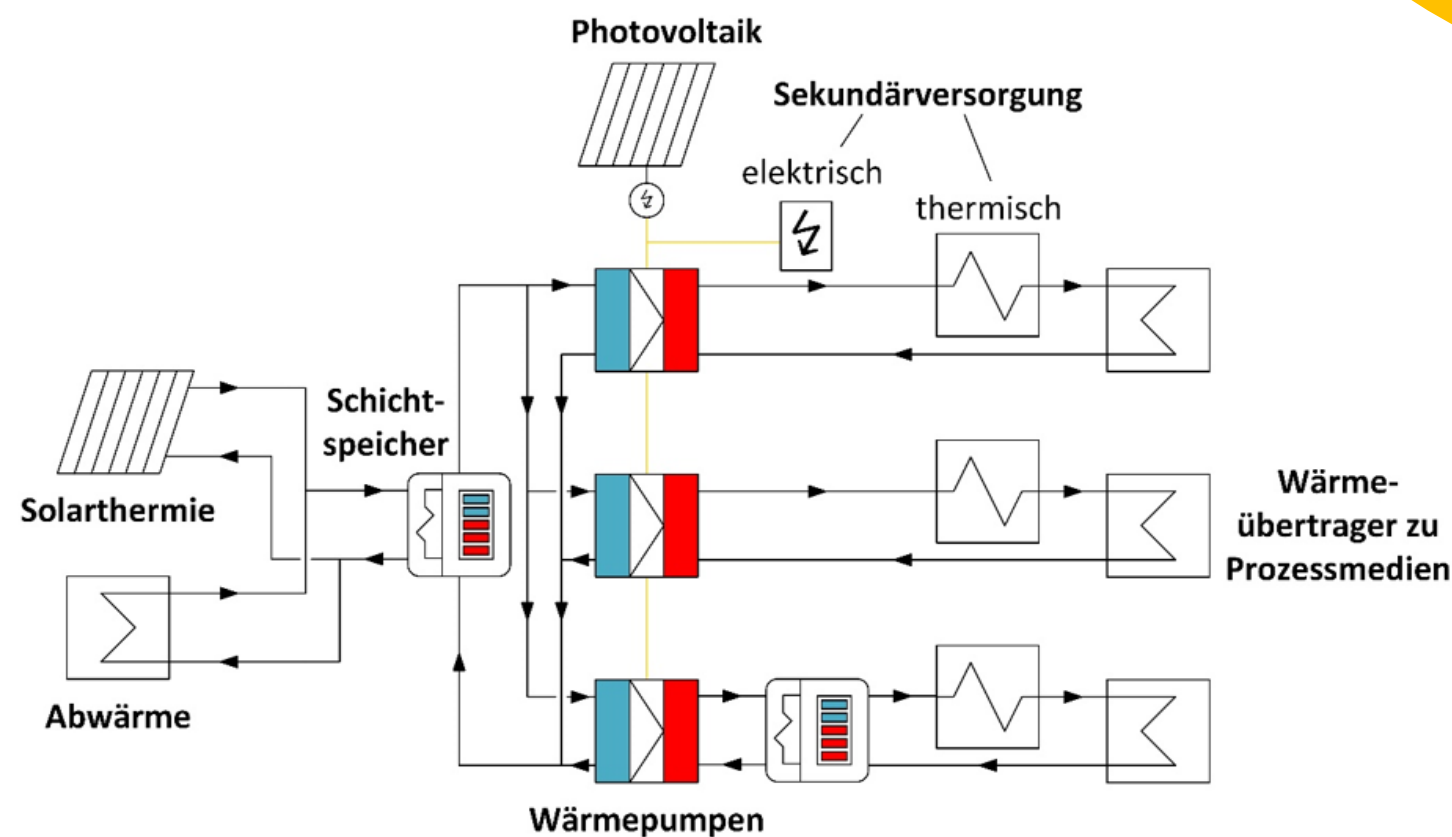 Photovoltaik
Sekundärversorgung
elektrisch
thermisch
Schicht-
speicher
Solarthermie
Wärme-
übertrager zu
Prozessmedien
Abwärme
Wärmepumpen